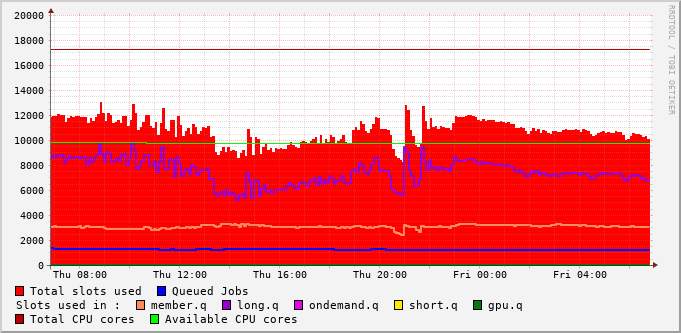 RRDTOOL / TOBI OETIKER
20000
18000
16000
14000
12000
10000
8000
6000
4000
2000
0
Thu 08:00 Thu 12:00 Thu 16:00 Thu 20:00 Fri 00:00 Fri 04:00
Total slots used Queued Jobs
Slots used in : member.q long.q ondemand.q short.q gpu.q
Total CPU cores Available CPU cores